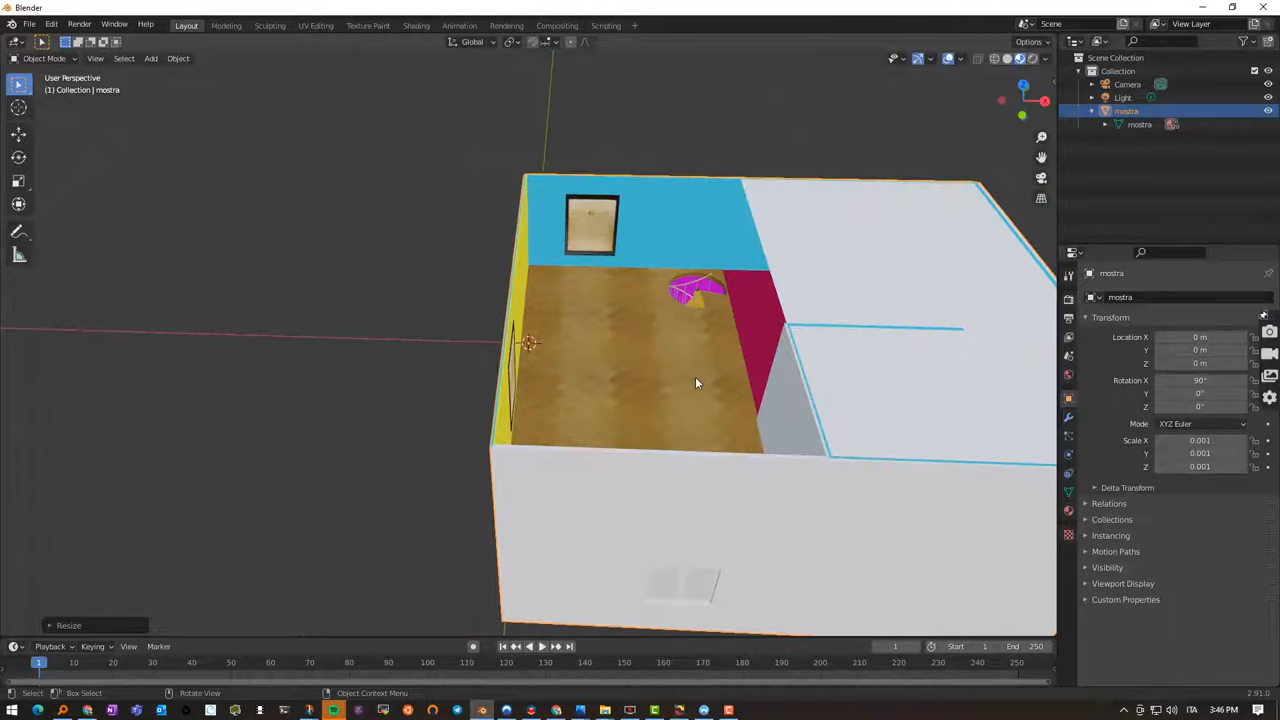 Blender
File Edit Render Window Help
Layout Modeling Sculpting UV Editing Texture Paint Shading Animation Rendering Compositing Scripting +
Scene
View Layer
Global
Options
Object Mode View Select Add Object
User Perspective
(1) Collection | mostra
Z
X
Scene Collection
Collection
Camera
Light
mostra
mostra
mostra
mostra
Transform
Location X 0 m
Y 0 m
Z 0 m
Rotation X 90°
Y 0°
Z 0°
Mode XYZ Euler
Scale X 0.001
Y 0.001
Z 0.001
Delta Transform
Relations
Collections
Instancing
Motion Paths
Visibility
Viewport Display
Custom Properties
Resize
Playback Keying View Marker
1
Start 1
End 250
1 10 20 30 40 50 60 70 80 90 100 110 120 130 140 150 160 170 180 190 200 210 220 230 240 250
Select Box Select Rotate View Object Context Menu
2.91.0
ITA 3:46 PM